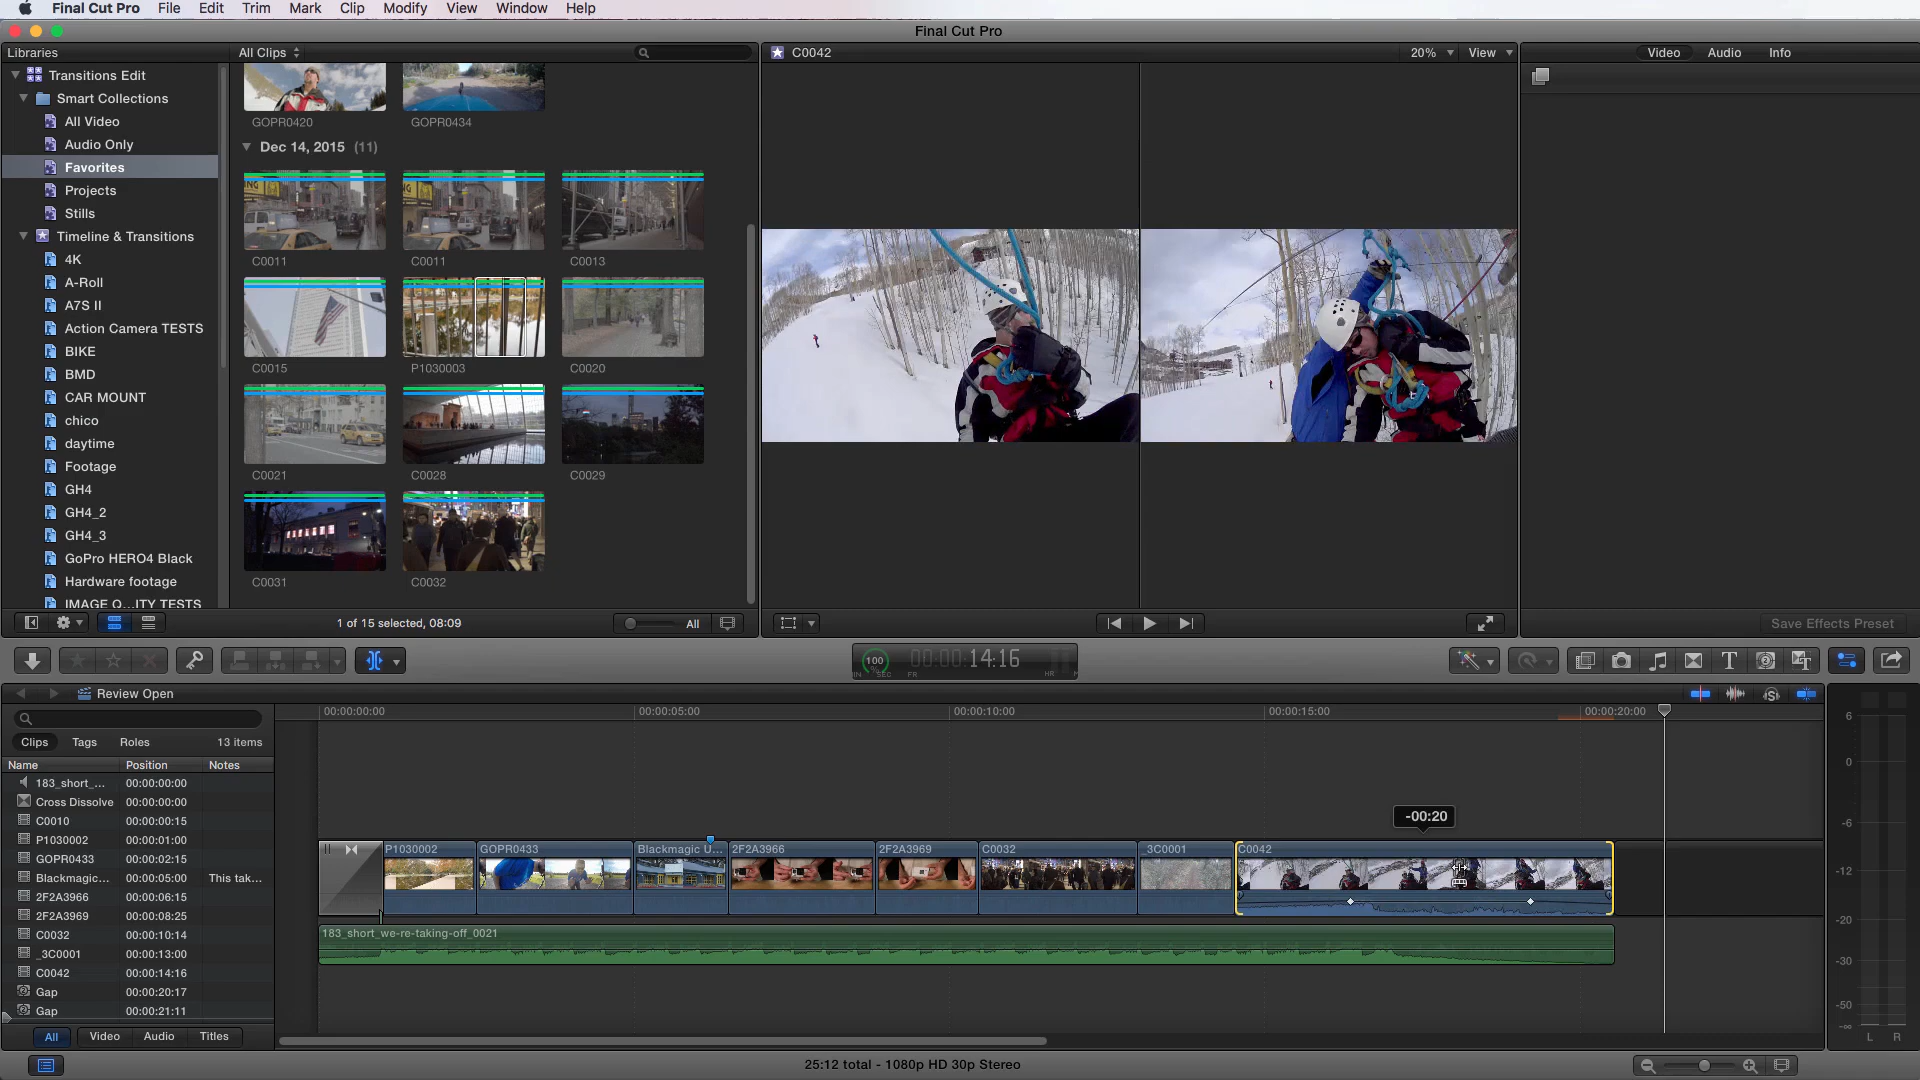 Final Cut Pro File Edit Trim Mark Clip Modify View Window Help
Final Cut Pro
Libraries
All Clips
C0042
20% View
Video Audio Info
Transitions Edit
Smart Collections
All Video
Audio Only
Favorites
Projects
Stills
Timeline & Transitions
4K
A-Roll
A7S II
Action Camera TESTS
BIKE
BMD
CAR MOUNT
chico
daytime
Footage
GH4
GH4_2
GH4_3
GoPro HERO4 Black
Hardware footage
IMAGE Q...ITY TESTS
GOPR0420 GOPR0434
Dec 14, 2015 (11)
C0011 C0011 C0013
C0015 P1030003 C0020
C0021 C0028 C0029
C0031 C0032
1 of 15 selected, 08:09
All
Save Effects Preset
100 00:00:14:16
SEC FR HR
Review Open
Clips Tags Roles 13 items
Name Position Notes
183_short_... 00:00:00:00
Cross Dissolve 00:00:00:00
C0010 00:00:00:15
P1030002 00:00:01:00
GOPR0433 00:00:02:15
Blackmagic... 00:00:05:00 This tak...
2F2A3966 00:00:06:15
2F2A3969 00:00:08:25
C0032 00:00:10:14
_3C0001 00:00:13:00
C0042 00:00:14:16
Gap 00:00:20:17
Gap 00:00:21:11
All Video Audio Titles
00:00:00:00 00:00:05:00 00:00:10:00 00:00:15:00 00:00:20:00
-00:20
P1030002 GOPR0433 Blackmagic U... 2F2A3966 2F2A3969 C0032 _3C0001 C0042
183_short_we-re-taking-off_0021
6
0
-6
-12
-20
-30
-50
-∞
L R
25:12 total - 1080p HD 30p Stereo